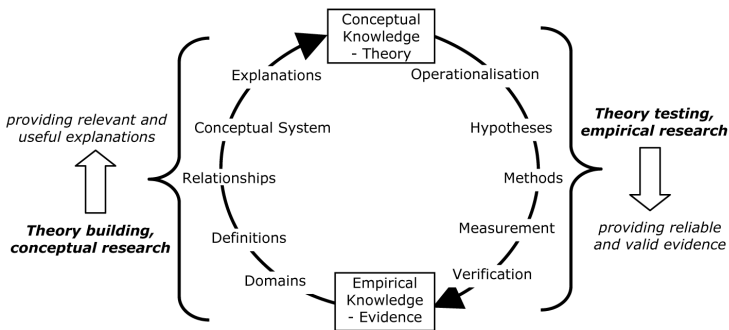 Conceptual
Knowledge
- Theory
Explanations
Operationalisation
providing relevant and
useful explanations
Conceptual System
Hypotheses
Theory testing,
empirical research
Relationships
Methods
Theory building,
conceptual research
Definitions
Measurement
providing reliable
and valid evidence
Domains
Verification
Empirical
Knowledge
- Evidence